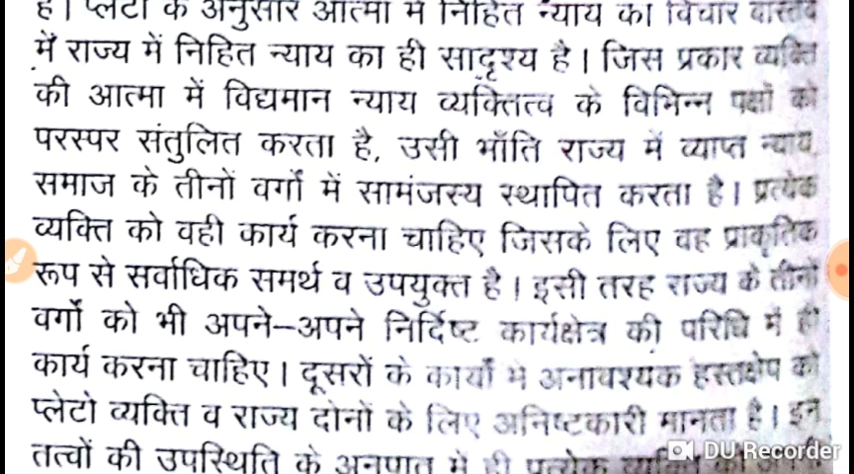 है। प्लेटो के अनुसार आत्मा में निहित न्याय का विचार वास्तव
में राज्य में निहित न्याय का ही सादृश्य है। जिस प्रकार व्यक्ति
की आत्मा में विद्यमान न्याय व्यक्तित्व के विभिन्न पक्षों को
परस्पर संतुलित करता है, उसी भाँति राज्य में व्याप्त न्याय
समाज के तीनों वर्गों में सामंजस्य स्थापित करता है। प्रत्येक
व्यक्ति को वही कार्य करना चाहिए जिसके लिए वह प्राकृतिक
रूप से सर्वाधिक समर्थ व उपयुक्त है। इसी तरह राज्य के तीनों
वर्गों को भी अपने–अपने निर्दिष्ट कार्यक्षेत्र की परिधि में ही
कार्य करना चाहिए। दूसरों के कार्यों में अनावश्यक हस्तक्षेप को
प्लेटो व्यक्ति व राज्य दोनों के लिए अनिष्टकारी मानता है। इन
तत्वों की उपस्थिति के अनुपात में ही प्रत्येक
DU Recorder